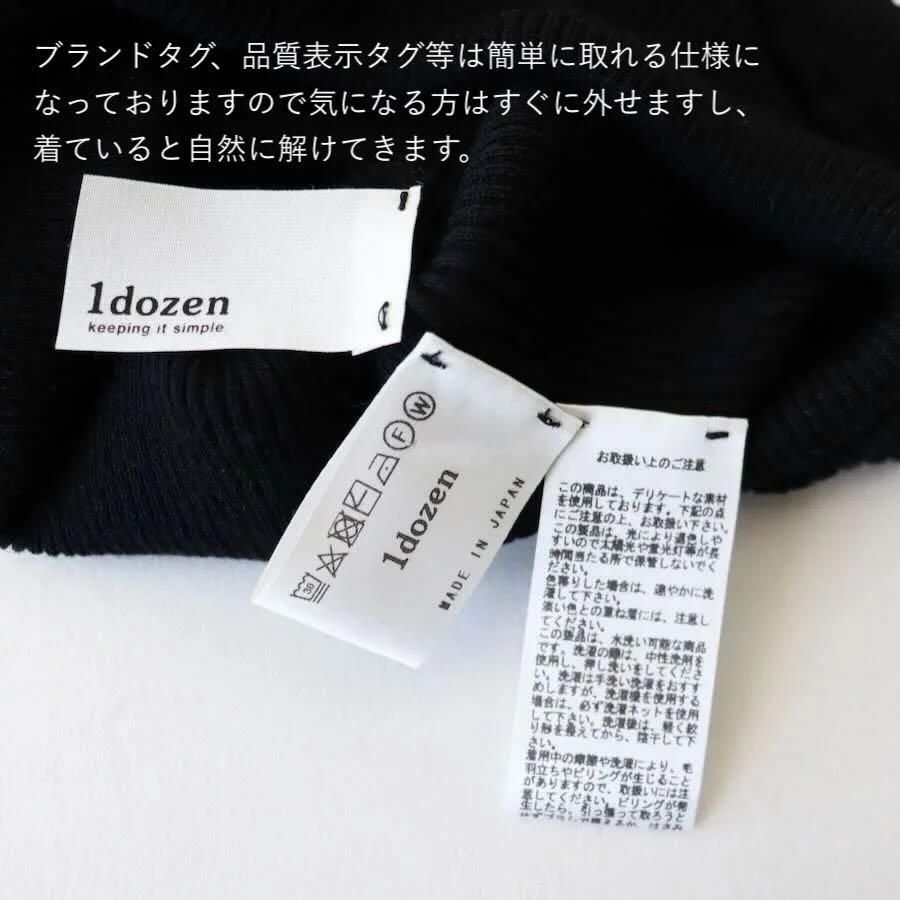 ブランドタグ、品質表示タグ等は簡単に取れる仕様に
なっておりますので気になる方はすぐに外せますし、
着ていると自然に解けてきます。
1dozen
keeping it simple
30
F
W
1dozen
MADE IN JAPAN
お取扱い上のご注意
この商品は、デリケートな素材
を使用しております。下記の点
にご注意の上、お取扱い下さい。
この製品は、光により退色しや
すいので太陽光や蛍光灯等が長
時間当たる所で保管しないでく
ださい。
色落りした場合は、速やかに洗
濯して下さい。
淡い色との重ね着には、注意し
てください。
この製品は、水洗い可能な商品
です。洗濯の際は、中性洗剤を
使用し、押し洗いをしてくださ
い。洗濯は手洗い洗濯をおすす
めしますが、洗濯機を使用する
場合は、必ず洗濯ネットを使用
して下さい。洗濯後は、軽く絞
り形を整えてから、陰干して下
さい。
着用中の摩擦や洗濯により、毛
羽立ちやピリングが生じること
がありますので、取扱いには注
意してください。ピリングが発
生したら、引っ張って取ろうと
せずブラシで整えるか、はさみ